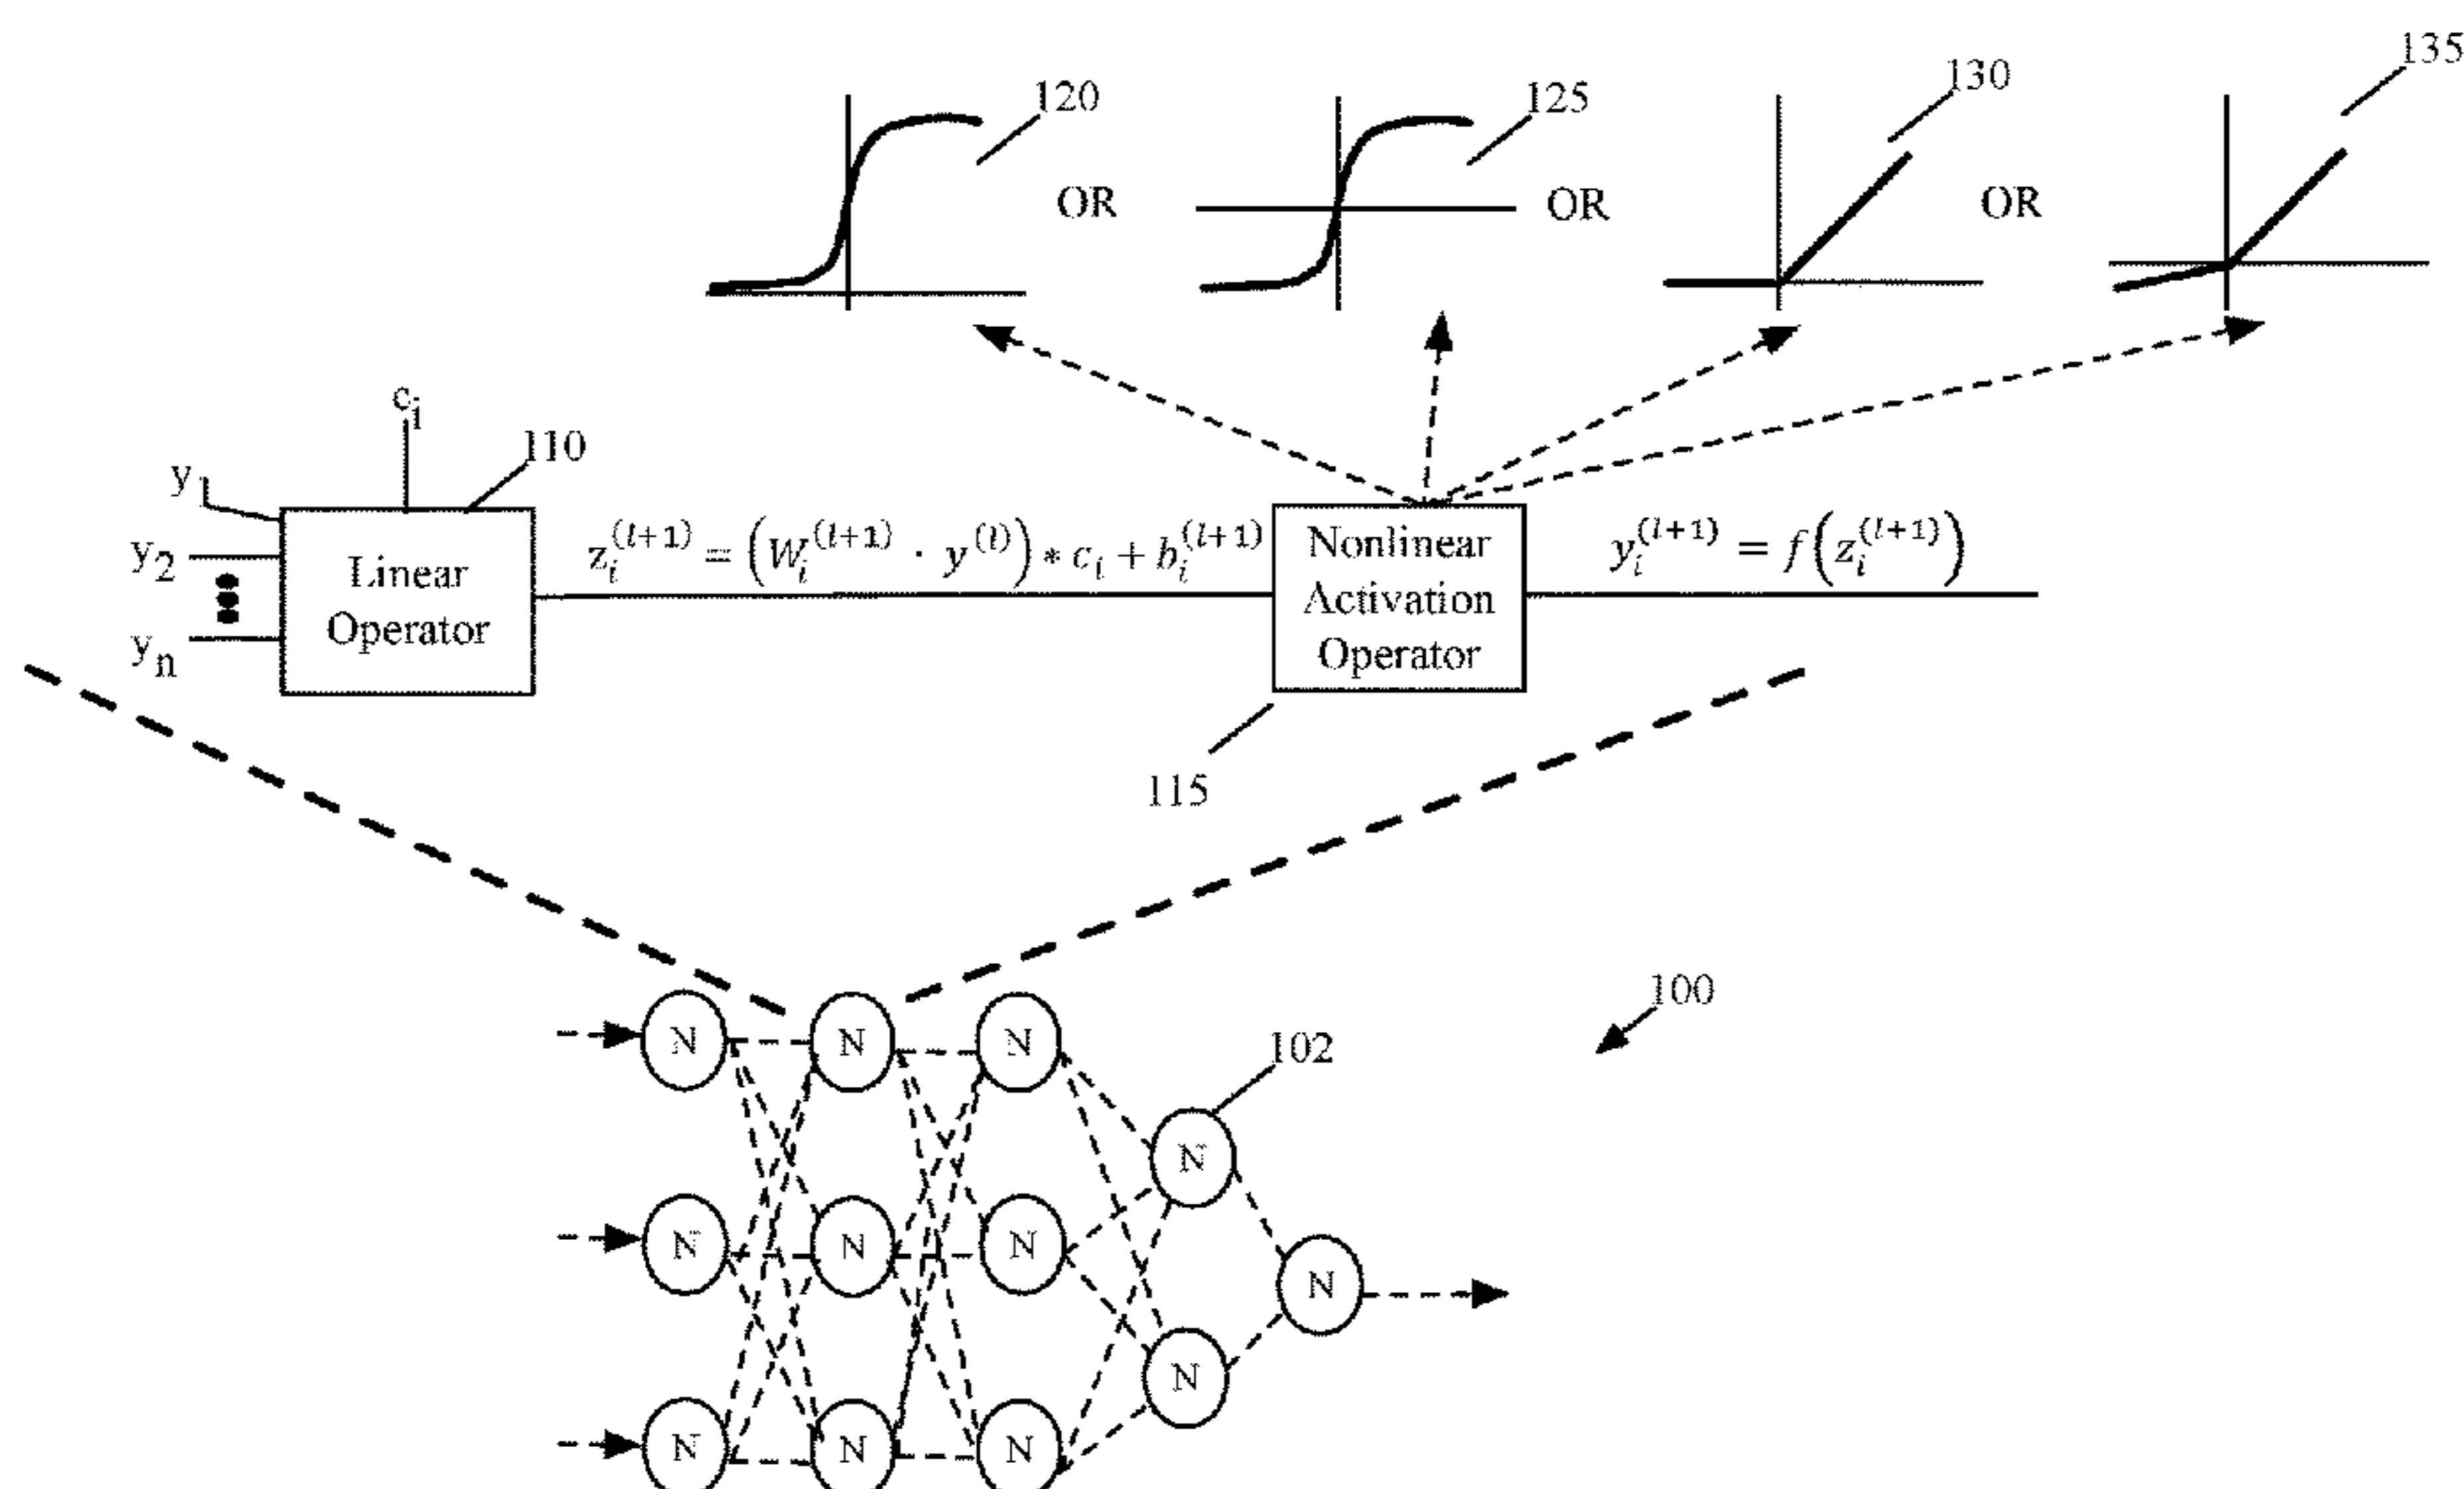 135
130
120
125
OR
OR
OR
c_i
110
y_1
y_2
y_n
Linear
Operator
z_i^{(l+1)} = (W_i^{(l+1)} · y^{(l)}) * c_i + b_i^{(l+1)}
Nonlinear
Activation
Operator
y_i^{(l+1)} = f(z_i^{(l+1)})
115
100
102
N N N
N
N N N
N
N
N N N